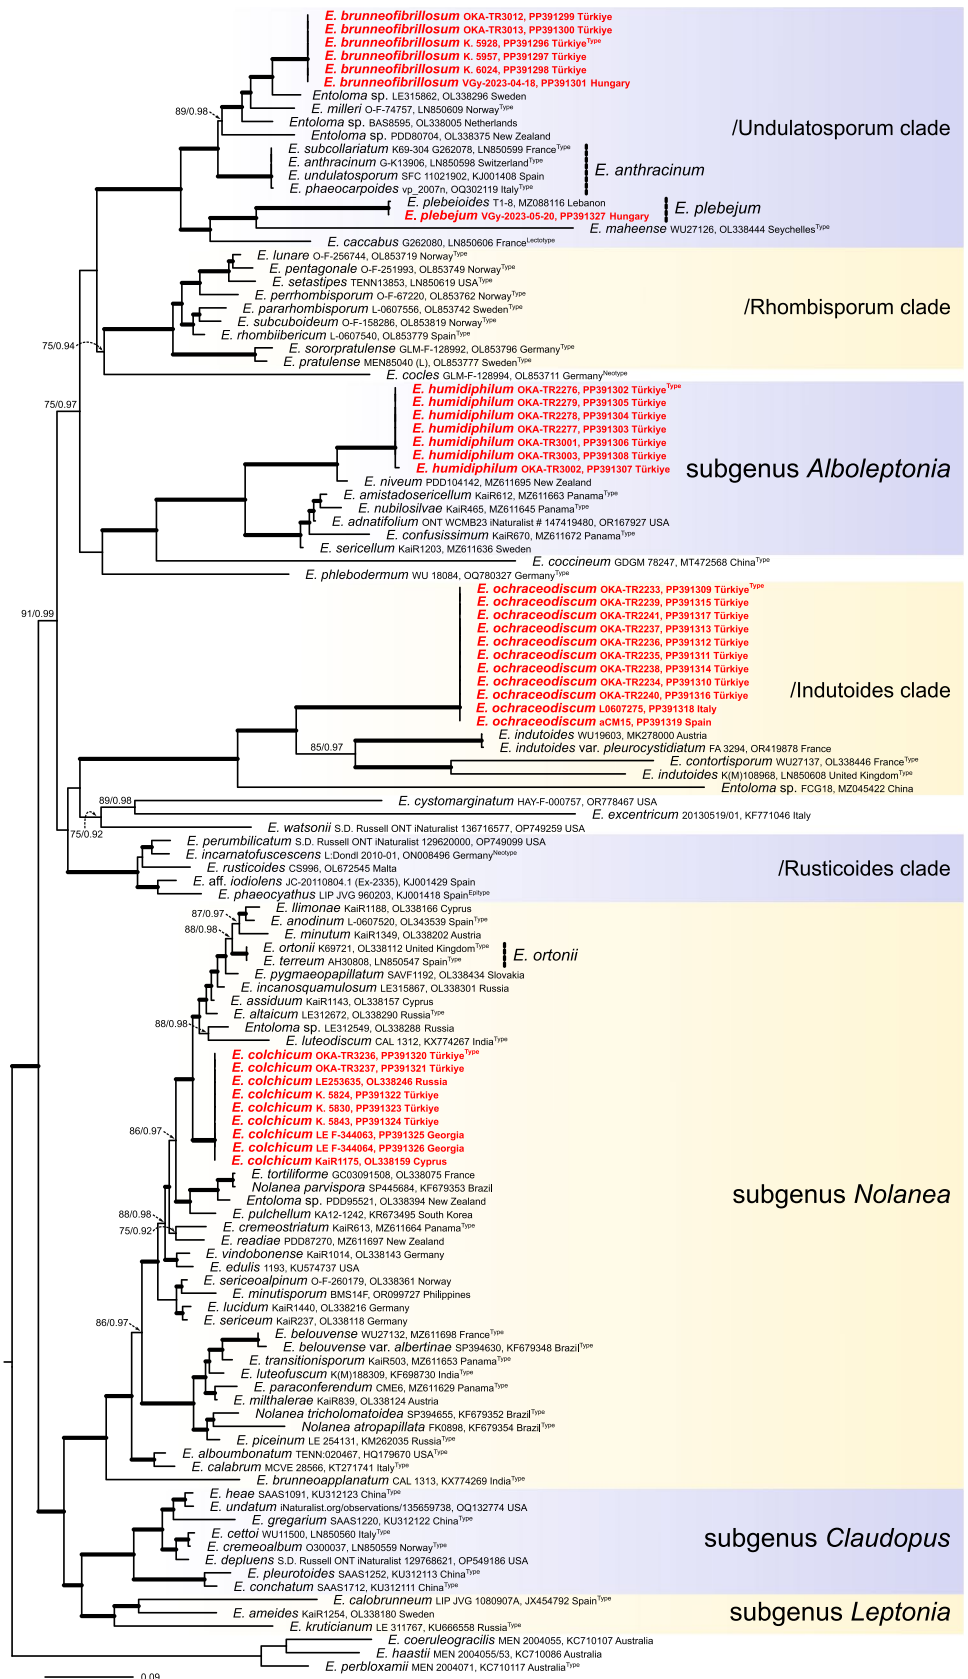 E. brunneofibrillosum OKA-TR3012, PP391299 Türkiye
E. brunneofibrillosum OKA-TR3013, PP391300 Türkiye
E. brunneofibrillosum K. 5928, PP391296 Türkiye Type
E. brunneofibrillosum K. 5957, PP391297 Türkiye
E. brunneofibrillosum K. 6024, PP391298 Türkiye
E. brunneofibrillosum VGy-2023-04-18, PP391301 Hungary
Entoloma sp. LE315862, OL338296 Sweden
E. milleri O-F-74757, LN850609 Norway Type
89/0.98
Entoloma sp. BAS8595, OL338005 Netherlands
/Undulatosporum clade
Entoloma sp. PDD80704, OL338375 New Zealand
E. subcollariatum K69-304 G262078, LN850599 France Type
E. anthracinum G-K13906, LN850598 Switzerland Type
E. anthracinum
E. undulatosporum SFC 11021902, KJ001408 Spain
E. phaeocarpoides vp_2007n, OQ302119 Italy Type
E. plebeioides T1-8, MZ088116 Lebanon
E. plebejum
E. plebejum VGy-2023-05-20, PP391327 Hungary
E. maheense WU27126, OL338444 Seychelles Type
E. caccabus G262080, LN850606 France Lectotype
E. lunare O-F-256744, OL853719 Norway Type
E. pentagonale O-F-251993, OL853749 Norway Type
E. setastipes TENN13853, LN850619 USA Type
E. perrhombisporum O-F-67220, OL853762 Norway Type
/Rhombisporum clade
E. pararhombisporum L-0607556, OL853742 Sweden Type
E. subcuboideum O-F-158286, OL853819 Norway Type
E. rhombiibericum L-0607540, OL853779 Spain Type
75/0.94
E. sororpratulense GLM-F-128992, OL853796 Germany Type
E. pratulense MEN85040 (L), OL853777 Sweden Type
E. cocles GLM-F-128994, OL853711 Germany Neotype
E. humidiphilum OKA-TR2276, PP391302 Türkiye Type
E. humidiphilum OKA-TR2279, PP391305 Türkiye
75/0.97
E. humidiphilum OKA-TR2278, PP391304 Türkiye
E. humidiphilum OKA-TR2277, PP391303 Türkiye
E. humidiphilum OKA-TR3001, PP391306 Türkiye
E. humidiphilum OKA-TR3003, PP391308 Türkiye
E. humidiphilum OKA-TR3002, PP391307 Türkiye
subgenus Alboleptonia
E. niveum PDD104142, MZ611695 New Zealand
E. amistadosericellum KaiR612, MZ611663 Panama Type
E. nubilosilvae KaiR465, MZ611645 Panama Type
E. adnatifolium ONT WCMB23 iNaturalist # 147419480, OR167927 USA
E. confusissimum KaiR670, MZ611672 Panama Type
E. sericellum KaiR1203, MZ611636 Sweden
E. coccineum GDGM 78247, MT472568 China Type
E. phlebodermum WU 18084, OQ780327 Germany Type
E. ochraceodiscum OKA-TR2233, PP391309 Türkiye Type
E. ochraceodiscum OKA-TR2239, PP391315 Türkiye
91/0.99
E. ochraceodiscum OKA-TR2241, PP391317 Türkiye
E. ochraceodiscum OKA-TR2237, PP391313 Türkiye
E. ochraceodiscum OKA-TR2236, PP391312 Türkiye
E. ochraceodiscum OKA-TR2235, PP391311 Türkiye
E. ochraceodiscum OKA-TR2238, PP391314 Türkiye
E. ochraceodiscum OKA-TR2234, PP391310 Türkiye
E. ochraceodiscum OKA-TR2240, PP391316 Türkiye
/Indutoides clade
E. ochraceodiscum L0607275, PP391318 Italy
E. ochraceodiscum aCM15, PP391319 Spain
E. indutoides WU19603, MK278000 Austria
85/0.97
E. indutoides var. pleurocystidiatum FA 3294, OR419878 France
E. contortisporum WU27137, OL338446 France Type
E. indutoides K(M)108968, LN850608 United Kingdom Type
Entoloma sp. FCG18, MZ045422 China
89/0.98
E. cystomarginatum HAY-F-000757, OR778467 USA
E. excentricum 20130519/01, KF771046 Italy
75/0.92
E. watsonii S.D. Russell ONT iNaturalist 136716577, OP749259 USA
E. perumbilicatum S.D. Russell ONT iNaturalist 129620000, OP749099 USA
E. incarnatofuscescens L:Dondl 2010-01, ON008496 Germany Neotype
E. rusticoides CS996, OL672545 Malta
/Rusticoides clade
E. aff. iodiolens JC-20110804.1 (Ex-2335), KJ001429 Spain
E. phaeocyathus LIP JVG 960203, KJ001418 Spain Epitype
E. llimonae KaiR1188, OL338166 Cyprus
87/0.97
E. anodinum L-0607520, OL343539 Spain Type
88/0.98
E. minutum KaiR1349, OL338202 Austria
E. ortonii K69721, OL338112 United Kingdom Type
E. ortonii
E. terreum AH30808, LN850547 Spain Type
E. pygmaeopapillatum SAVF1192, OL338434 Slovakia
E. incanosquamulosum LE315867, OL338301 Russia
E. assiduum KaiR1143, OL338157 Cyprus
E. altaicum LE312672, OL338290 Russia Type
88/0.98
Entoloma sp. LE312549, OL338288 Russia
E. luteodiscum CAL 1312, KX774267 India Type
E. colchicum OKA-TR3236, PP391320 Türkiye Type
E. colchicum OKA-TR3237, PP391321 Türkiye
E. colchicum LE253635, OL338246 Russia
E. colchicum K. 5824, PP391322 Türkiye
E. colchicum K. 5830, PP391323 Türkiye
E. colchicum K. 5843, PP391324 Türkiye
86/0.97
E. colchicum LE F-344063, PP391325 Georgia
E. colchicum LE F-344064, PP391326 Georgia
E. colchicum KaiR1175, OL338159 Cyprus
E. tortiliforme GC03091508, OL338075 France
Nolanea parvispora SP445684, KF679353 Brazil
subgenus Nolanea
Entoloma sp. PDD95521, OL338394 New Zealand
88/0.98
E. pulchellum KA12-1242, KR673495 South Korea
75/0.92
E. cremeostriatum KaiR613, MZ611664 Panama Type
E. readiae PDD87270, MZ611697 New Zealand
E. vindobonense KaiR1014, OL338143 Germany
E. edulis 1193, KU574737 USA
E. sericeoalpinum O-F-260179, OL338361 Norway
E. minutisporum BMS14F, OR099727 Philippines
E. lucidum KaiR1440, OL338216 Germany
86/0.97
E. sericeum KaiR237, OL338118 Germany
E. belouvense WU27132, MZ611698 France Type
E. belouvense var. albertinae SP394630, KF679348 Brazil Type
E. transitionisporum KaiR503, MZ611653 Panama Type
E. luteofuscum K(M)188309, KF698730 India Type
E. paraconferendum CME6, MZ611629 Panama Type
E. milthalerae KaiR839, OL338124 Austria
Nolanea tricholomatoidea SP394655, KF679352 Brazil Type
Nolanea atropapillata FK0898, KF679354 Brazil Type
E. piceinum LE 254131, KM262035 Russia Type
E. alboumbonatum TENN:020467, HQ179670 USA Type
E. calabrum MCVE 28566, KT271741 Italy Type
E. brunneoapplanatum CAL 1313, KX774269 India Type
E. heae SAAS1091, KU312123 China Type
E. undatum iNaturalist.org/observations/135659738, OQ132774 USA
E. gregarium SAAS1220, KU312122 China Type
E. cettoi WU11500, LN850560 Italy Type
subgenus Claudopus
E. cremeoalbum O300037, LN850559 Norway Type
E. depluens S.D. Russell ONT iNaturalist 129768621, OP549186 USA
E. pleurotoides SAAS1252, KU312113 China Type
E. conchatum SAAS1712, KU312111 China Type
E. calobrunneum LIP JVG 1080907A, JX454792 Spain Type
subgenus Leptonia
E. ameides KaiR1254, OL338180 Sweden
E. kruticianum LE 311767, KU666558 Russia Type
E. coeruleogracilis MEN 2004055, KC710107 Australia
E. haastii MEN 2004055/53, KC710086 Australia
E. perbloxamii MEN 2004071, KC710117 Australia Type
0.09